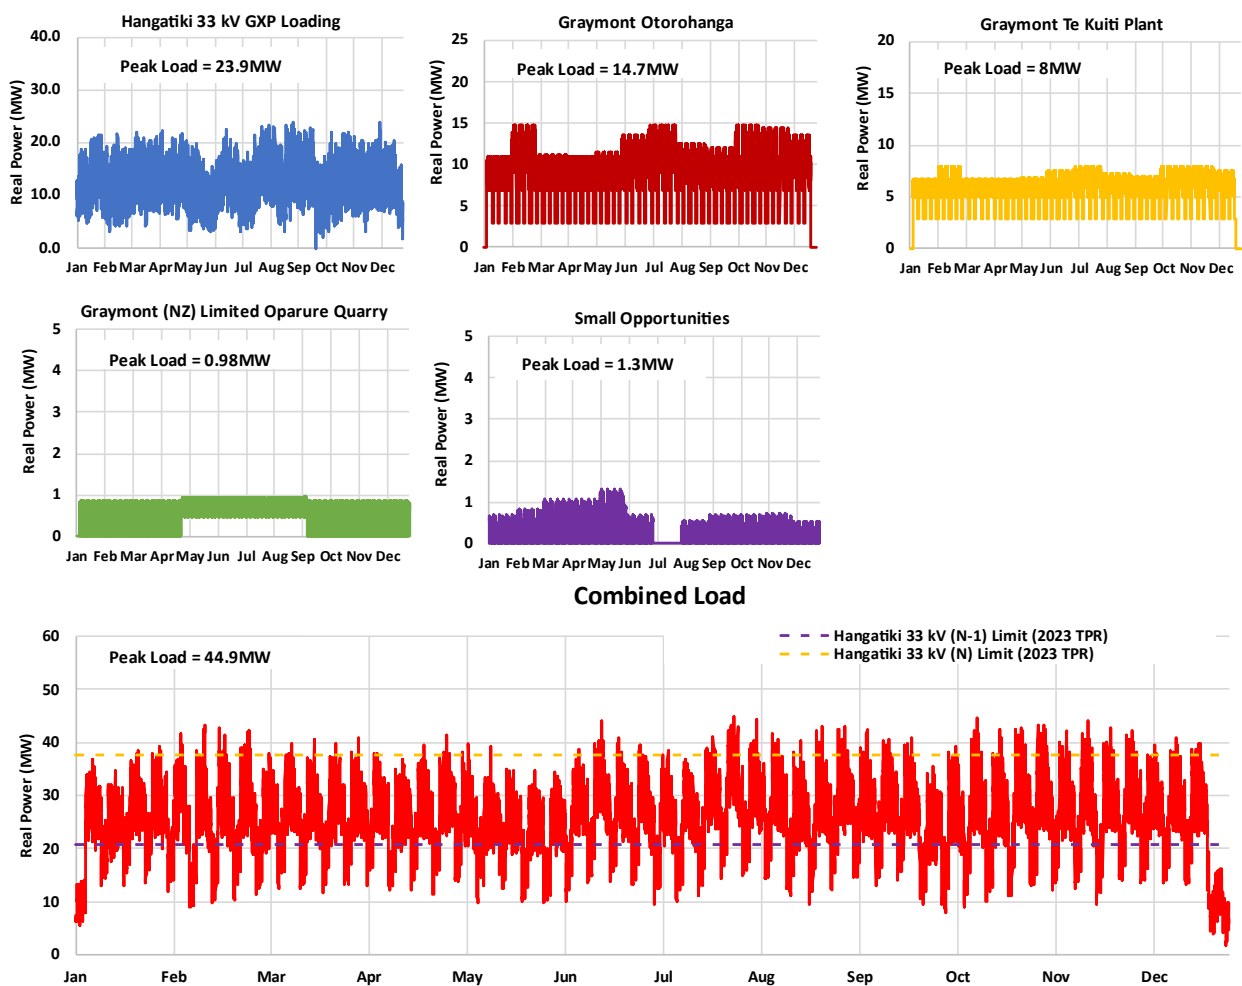 Hangatiki 33 kV GXP Loading
Peak Load = 23.9MW
Real Power (MW)
40.0
30.0
20.0
10.0
0.0
Jan Feb Mar Apr May Jun Jul Aug Sep Oct Nov Dec
Graymont Otorohanga
Peak Load = 14.7MW
Real Power (MW)
25
20
15
10
5
0
Jan Feb Mar Apr May Jun Jul Aug Sep Oct Nov Dec
Graymont Te Kuiti Plant
Peak Load = 8MW
Real Power (MW)
20
15
10
5
0
Jan Feb Mar Apr May Jun Jul Aug Sep Oct Nov Dec
Graymont (NZ) Limited Oparure Quarry
Peak Load = 0.98MW
Real Power (MW)
5
4
3
2
1
0
Jan Feb Mar Apr May Jun Jul Aug Sep Oct Nov Dec
Small Opportunities
Peak Load = 1.3MW
Real Power (MW)
5
4
3
2
1
0
Jan Feb Mar Apr May Jun Jul Aug Sep Oct Nov Dec
Combined Load
Peak Load = 44.9MW
Hangatiki 33 kV (N-1) Limit (2023 TPR)
Hangatiki 33 kV (N) Limit (2023 TPR)
Real Power (MW)
60
50
40
30
20
10
0
Jan Feb Mar Apr May Jun Jul Aug Sep Oct Nov Dec